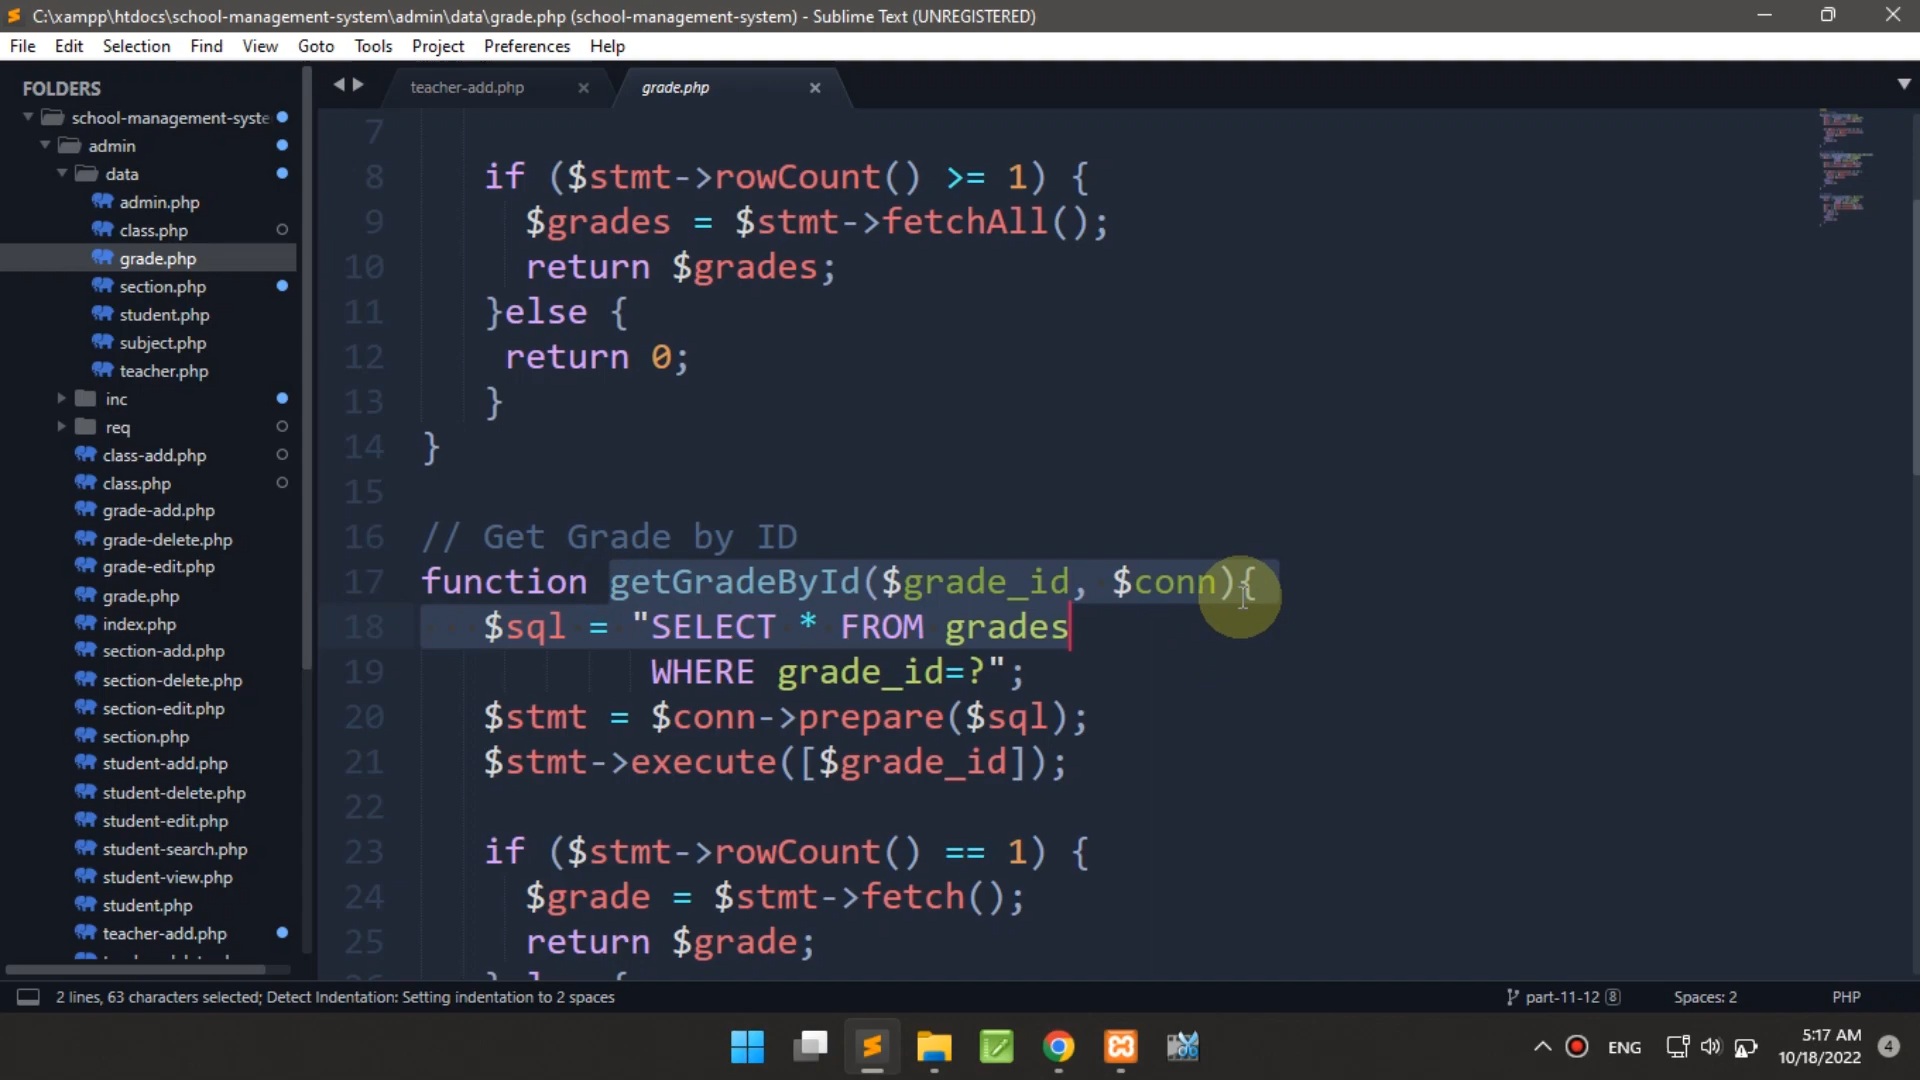 C:\xampp\htdocs\school-management-system\admin\data\grade.php (school-management-system) - Sublime Text (UNREGISTERED)
File Edit Selection Find View Goto Tools Project Preferences Help
FOLDERS
school-management-syste
admin
data
admin.php
class.php
grade.php
section.php
student.php
subject.php
teacher.php
inc
req
class-add.php
class.php
grade-add.php
grade-delete.php
grade-edit.php
grade.php
index.php
section-add.php
section-delete.php
section-edit.php
section.php
student-add.php
student-delete.php
student-edit.php
student-search.php
student-view.php
student.php
teacher-add.php
teacher-add.php grade.php
7
8 if ($stmt->rowCount() >= 1) {
9 $grades = $stmt->fetchAll();
10 return $grades;
11 }else {
12 return 0;
13 }
14 }
15
16 // Get Grade by ID
17 function getGradeById($grade_id, $conn){
18 $sql = "SELECT * FROM grades
19 WHERE grade_id=?";
20 $stmt = $conn->prepare($sql);
21 $stmt->execute([$grade_id]);
22
23 if ($stmt->rowCount() == 1) {
24 $grade = $stmt->fetch();
25 return $grade;
2 lines, 63 characters selected; Detect Indentation: Setting indentation to 2 spaces part-11-12 8 Spaces: 2 PHP
ENG 5:17 AM
10/18/2022 4